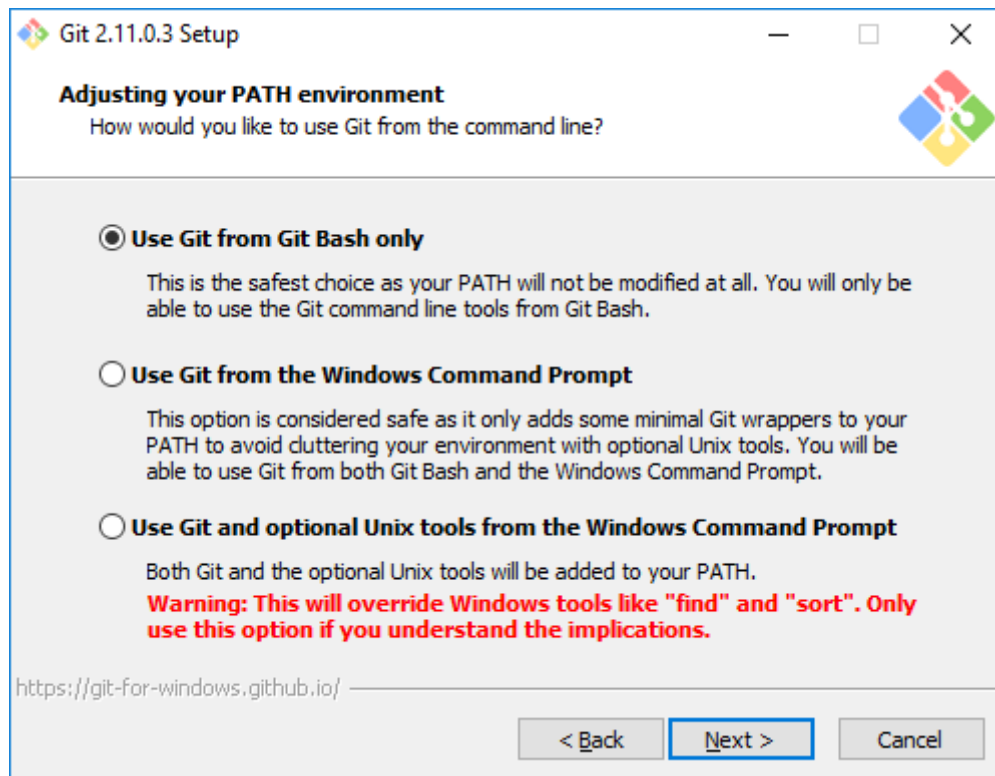 Git 2.11.0.3 Setup
Adjusting your PATH environment
How would you like to use Git from the command line?
Use Git from Git Bash only
This is the safest choice as your PATH will not be modified at all. You will only be
able to use the Git command line tools from Git Bash.
Use Git from the Windows Command Prompt
This option is considered safe as it only adds some minimal Git wrappers to your
PATH to avoid cluttering your environment with optional Unix tools. You will be
able to use Git from both Git Bash and the Windows Command Prompt.
Use Git and optional Unix tools from the Windows Command Prompt
Both Git and the optional Unix tools will be added to your PATH.
Warning: This will override Windows tools like "find" and "sort". Only
use this option if you understand the implications.
https://git-for-windows.github.io/
< Back Next > Cancel